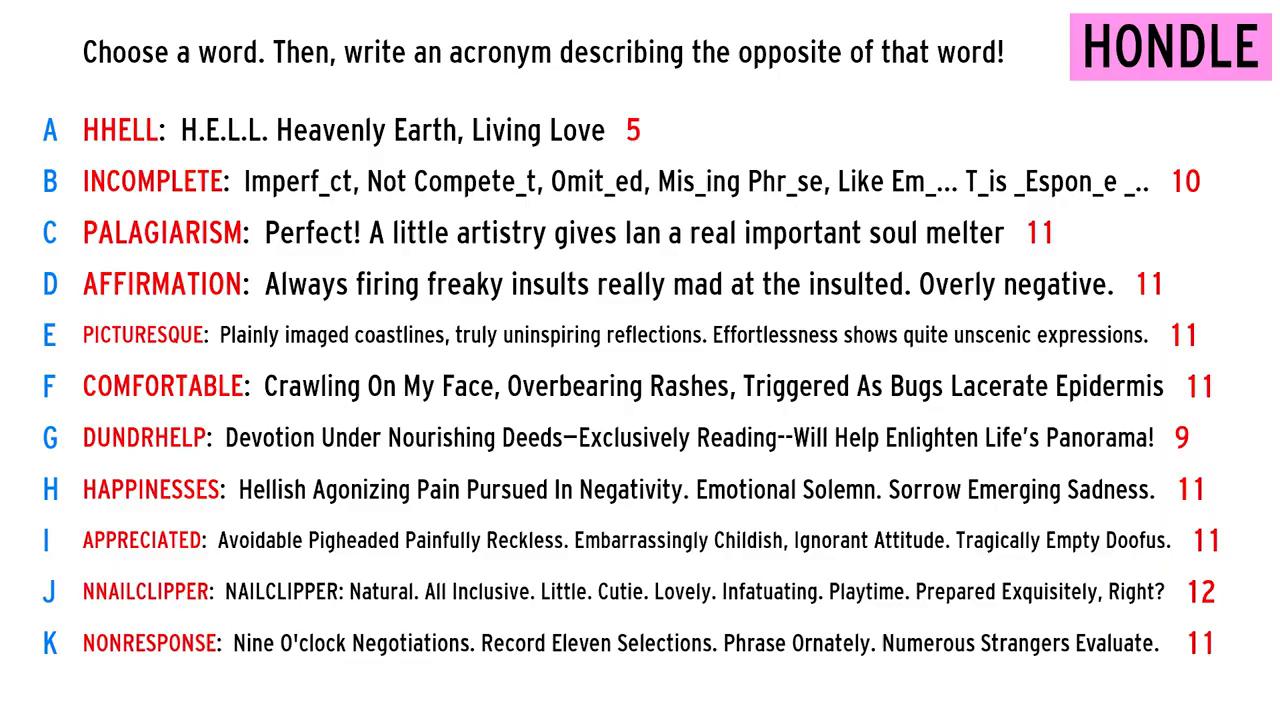 Choose a word. Then, write an acronym describing the opposite of that word!
HONDLE
A HHELL: H.E.L.L. Heavenly Earth, Living Love 5
B INCOMPLETE: Imperf_ct, Not Compete_t, Omit_ed, Mis_ing Phr_se, Like Em_... T_is _Espon_e _.. 10
C PALAGIARISM: Perfect! A little artistry gives Ian a real important soul melter 11
D AFFIRMATION: Always firing freaky insults really mad at the insulted. Overly negative. 11
E PICTURESQUE: Plainly imaged coastlines, truly uninspiring reflections. Effortlessness shows quite unscenic expressions. 11
F COMFORTABLE: Crawling On My Face, Overbearing Rashes, Triggered As Bugs Lacerate Epidermis 11
G DUNDRHELP: Devotion Under Nourishing Deeds—Exclusively Reading--Will Help Enlighten Life's Panorama! 9
H HAPPINESSES: Hellish Agonizing Pain Pursued In Negativity. Emotional Solemn. Sorrow Emerging Sadness. 11
I APPRECIATED: Avoidable Pigheaded Painfully Reckless. Embarrassingly Childish, Ignorant Attitude. Tragically Empty Doofus. 11
J NNAILCLIPPER: NAILCLIPPER: Natural. All Inclusive. Little. Cutie. Lovely. Infatuating. Playtime. Prepared Exquisitely, Right? 12
K NONRESPONSE: Nine O'clock Negotiations. Record Eleven Selections. Phrase Ornately. Numerous Strangers Evaluate. 11